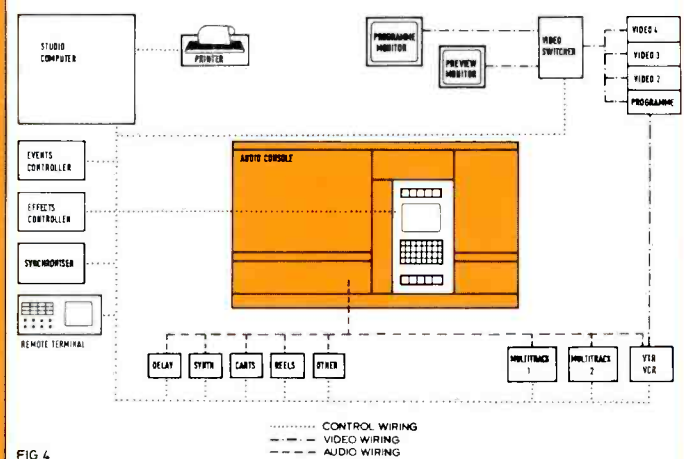 STUDIO
COMPUTER
PRINTER
PROGRAMME
MONITOR
PREVIEW
MONITOR
VIDEO
SWITCHER
VIDEO 4
VIDEO 3
VIDEO 2
PROGRAMME
EVENTS
CONTROLLER
EFFECTS
CONTROLLER
SYNCHRONISER
REMOTE TERMINAL
AUDIO CONSOLE
DELAY
SYNTH
CARTS
REELS
OTHER
MULTITRACK
1
MULTITRACK
2
VTR
VCR
CONTROL WIRING
VIDEO WIRING
AUDIO WIRING
FIG 4